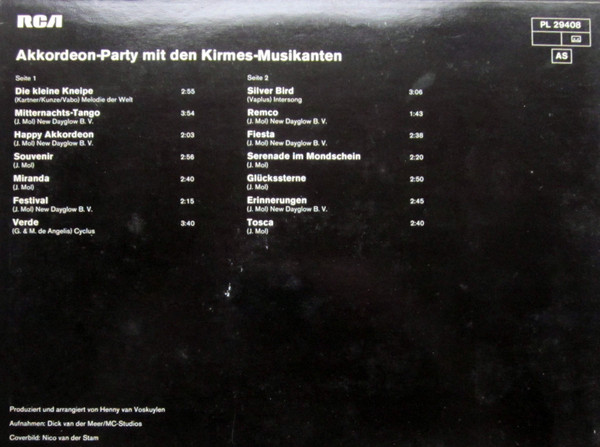 RCA
PL 29408
AS
Akkordeon-Party mit den Kirmes-Musikanten
Seite 1
Die kleine Kneipe 2:55
(Kartner/Kunze/Vabo) Melodie der Welt
Mitternachts-Tango 3:54
(J. Mol) New Dayglow B. V.
Happy Akkordeon 2:03
(J. Mol) New Dayglow B. V.
Souvenir 2:56
(J. Mol)
Miranda 2:40
(J. Mol)
Festival 2:15
(J. Mol) New Dayglow B. V.
Verde 3:40
(G. & M. de Angelis) Cyclus
Seite 2
Silver Bird 3:06
(Vaplus) Intersong
Remco 1:43
(J. Mol) New Dayglow B. V.
Fiesta 2:38
(J. Mol) New Dayglow B. V.
Serenade im Mondschein 2:20
(J. Mol)
Glückssterne 2:50
(J. Mol)
Erinnerungen 2:45
(J. Mol) New Dayglow B. V.
Tosca 2:40
(J. Mol)
Produziert und arrangiert von Henny van Voskuylen
Aufnahmen: Dick van der Meer/MC-Studios
Coverbild: Nico van der Stam